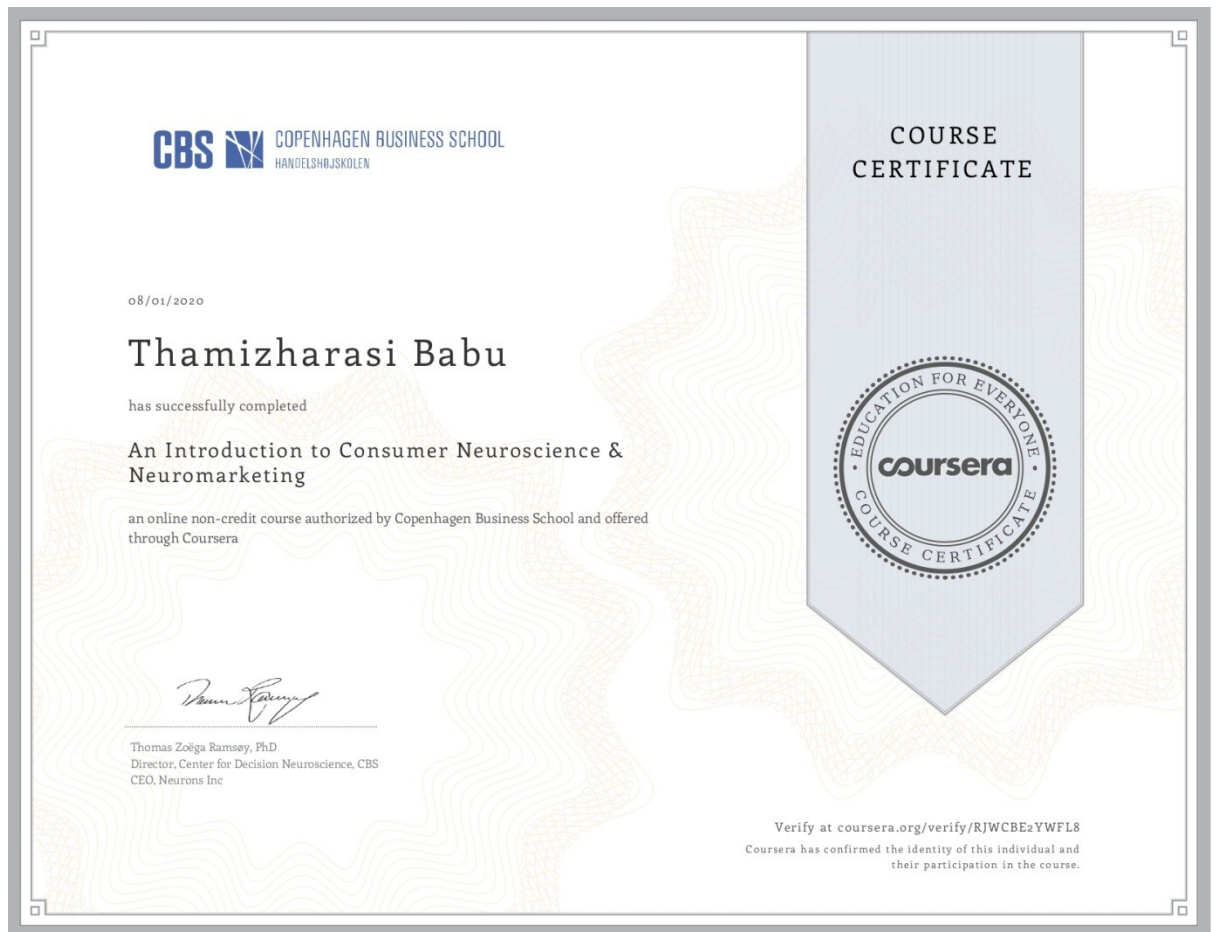 CBS COPENHAGEN BUSINESS SCHOOL
HANDELSHØJSKOLEN
COURSE
CERTIFICATE
08/01/2020
Thamizharasi Babu
has successfully completed
An Introduction to Consumer Neuroscience &
Neuromarketing
an online non-credit course authorized by Copenhagen Business School and offered
through Coursera
EDUCATION FOR EVERYONE
coursera
COURSE CERTIFICATE
Thomas Zoëga Ramsøy, PhD
Director, Center for Decision Neuroscience, CBS
CEO, Neurons Inc
Verify at coursera.org/verify/RJWCBE2YWFL8
Coursera has confirmed the identity of this individual and
their participation in the course.